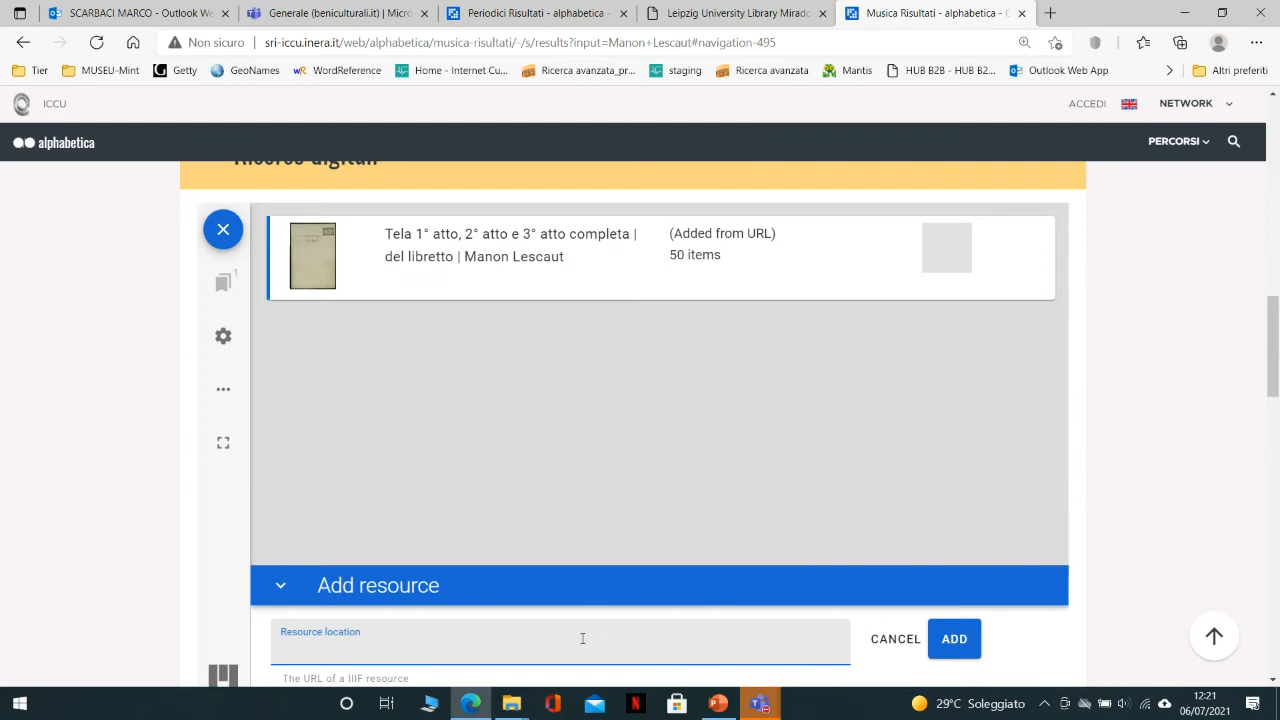 SCARBACI MARCO - Outlook W
BENICULTURALI.CJ | Micro
Periodici Risultati - alphabetica -
Leipzig University Library Mirado
Musica Risultati - alphabetica - C
Non sicuro
sri-iccu.inera.it/web/alphabetica/musica-risultati/-/s/results?input=Manon+Lescaut#navigation-495
Tier
MUSEU-Mint
Getty
GeoNames
WordReference
Home - Internet Cu...
Ricerca avanzata_pr...
staging
Ricerca avanzata
Mantis
HUB B2B - HUB B...
Outlook Web App
Altri preferiti
ICCU
ACCEDI
NETWORK
alphabetica
PERCORSI
Tela 1° atto, 2° atto e 3° atto completa |
del libretto | Manon Lescaut
(Added from URL)
50 items
1
Add resource
Resource location
CANCEL
ADD
The URL of a IIIF resource
29°C Soleggiato
12:21
06/07/2021